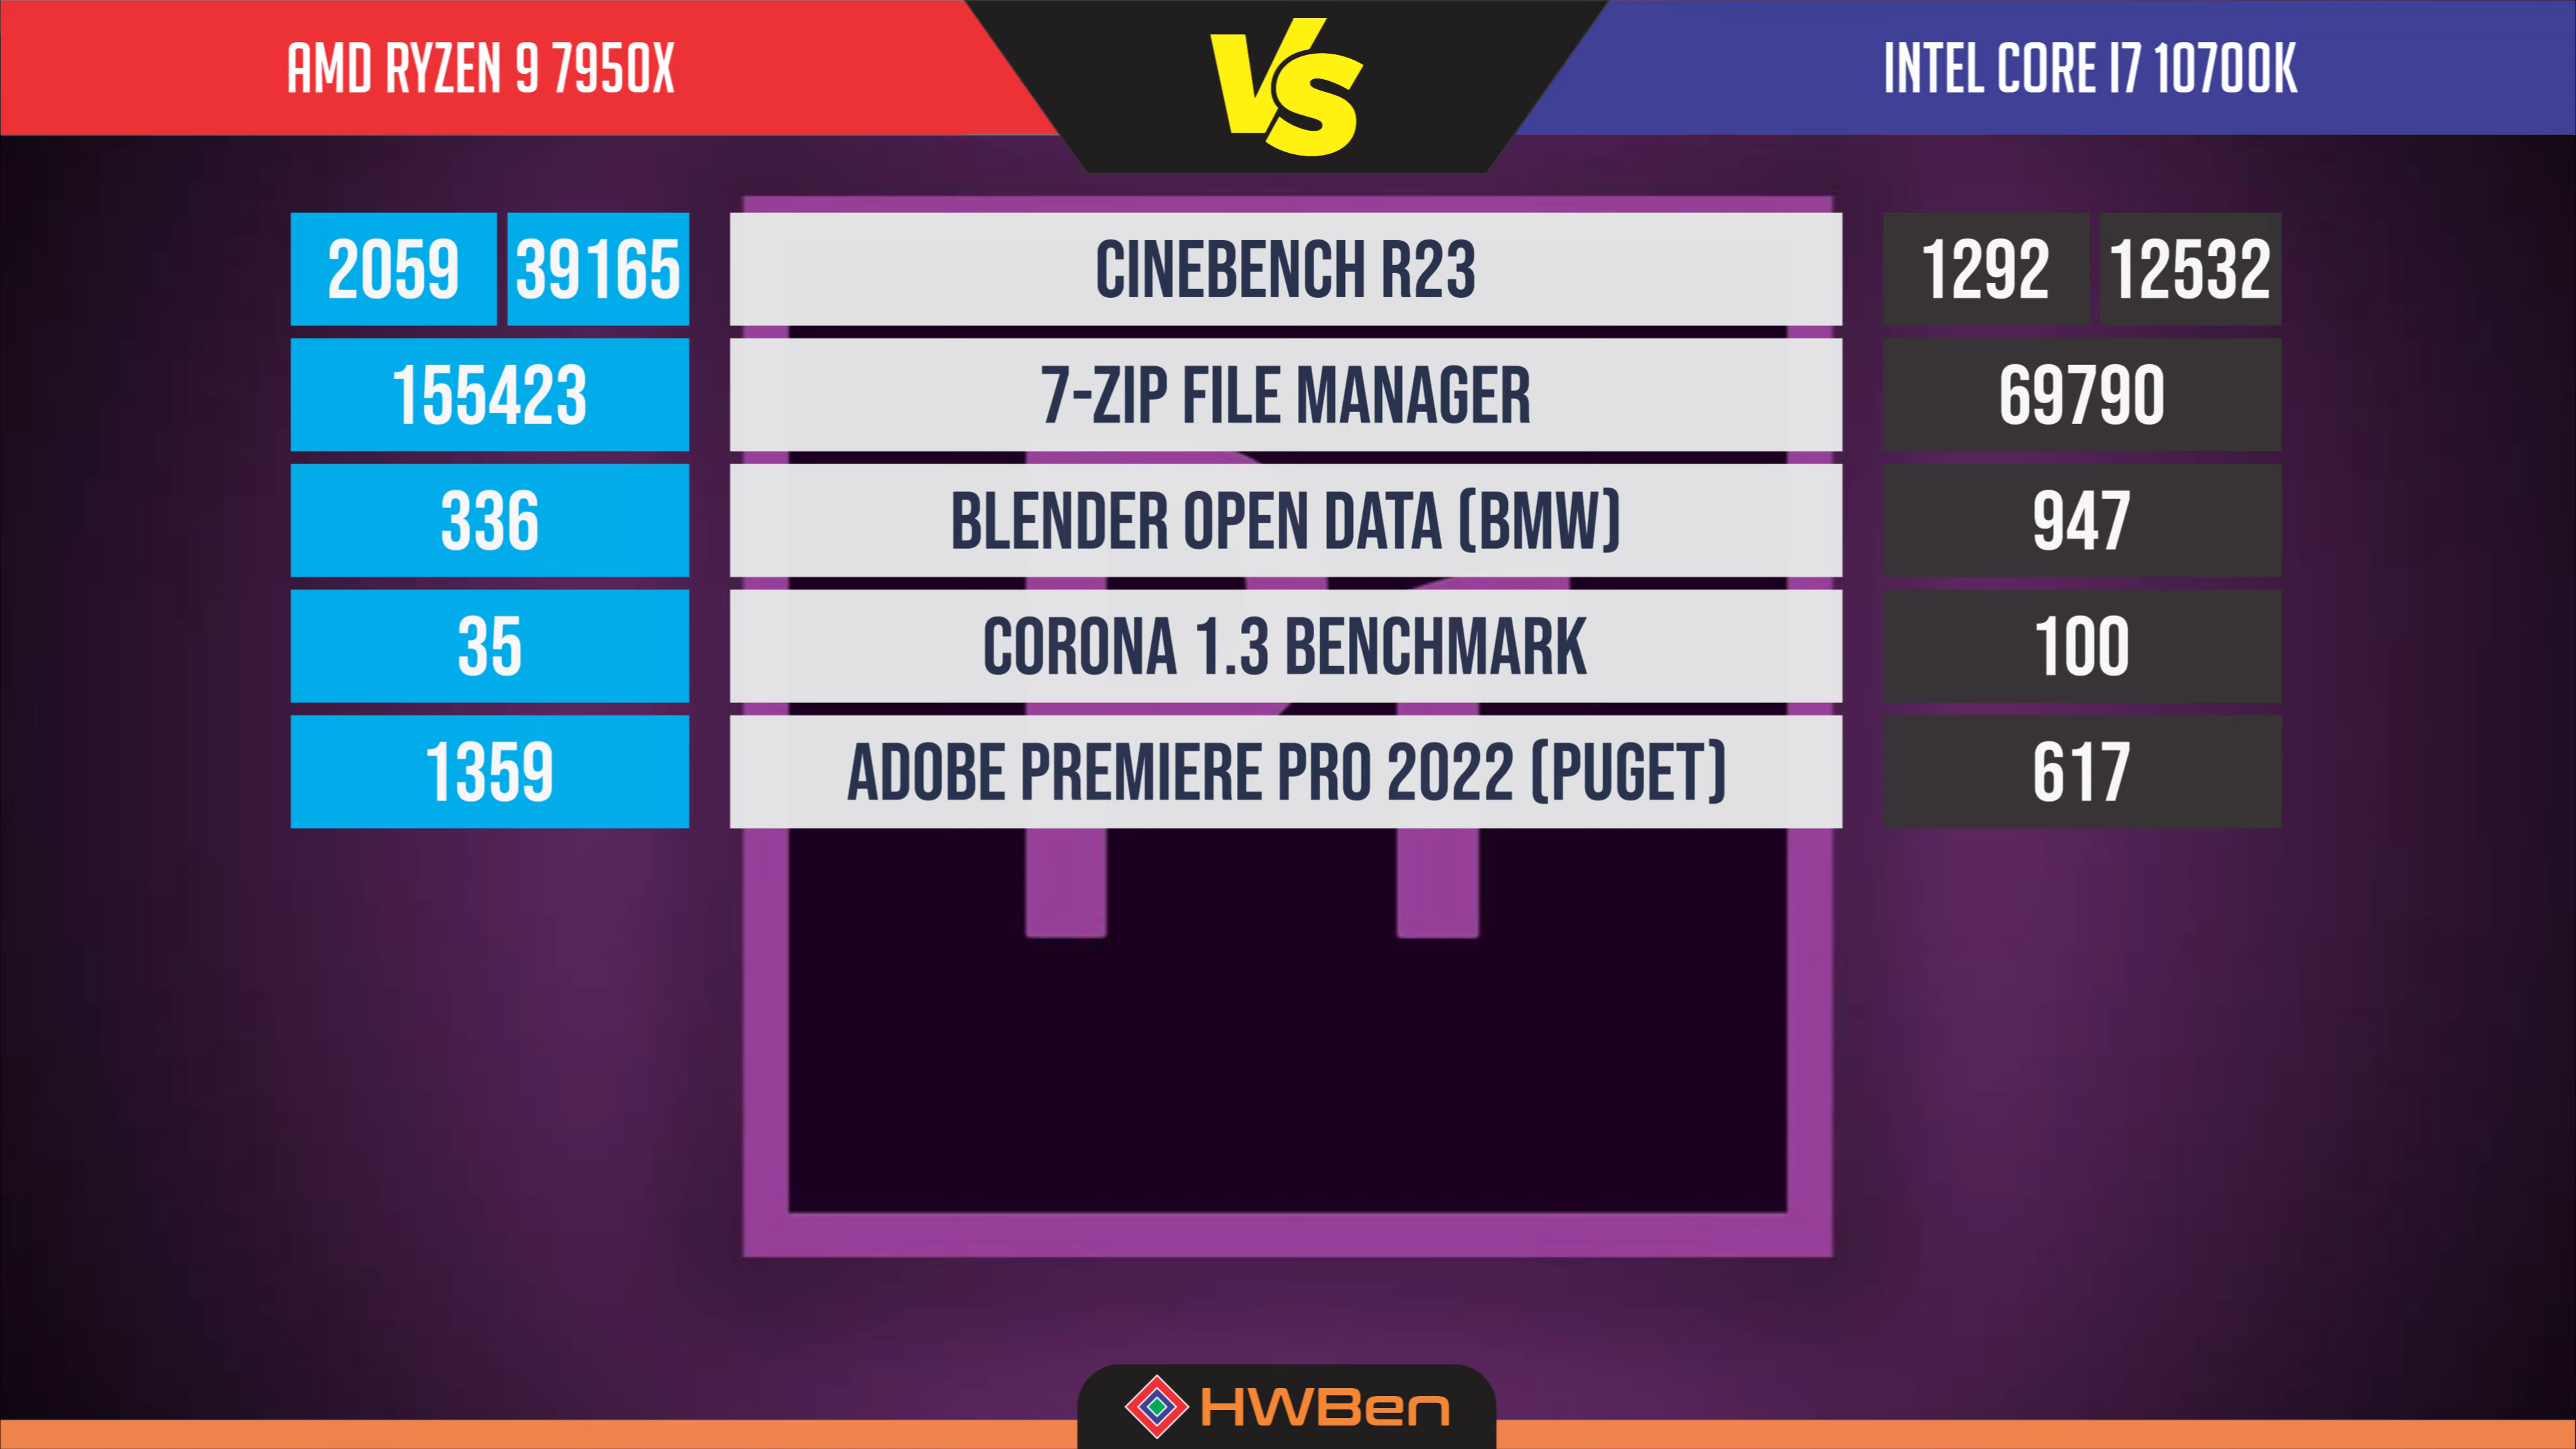 AMD RYZEN 9 7950X
VS
INTEL CORE I7 10700K
2059 39165 CINEBENCH R23 1292 12532
155423 7-ZIP FILE MANAGER 69790
336 BLENDER OPEN DATA (BMW) 947
35 CORONA 1.3 BENCHMARK 100
1359 ADOBE PREMIERE PRO 2022 (PUGET) 617
HWBen